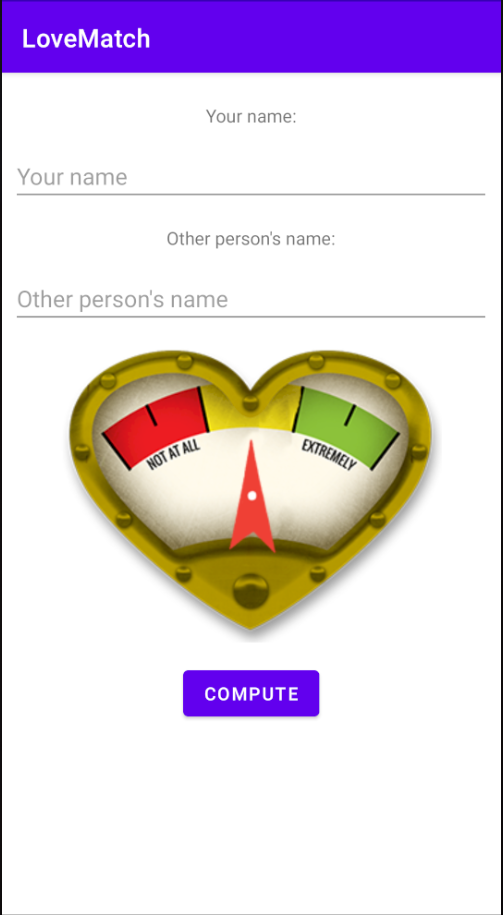 LoveMatch
Your name:
Your name
Other person's name:
Other person's name
NOT AT ALL
EXTREMELY
COMPUTE